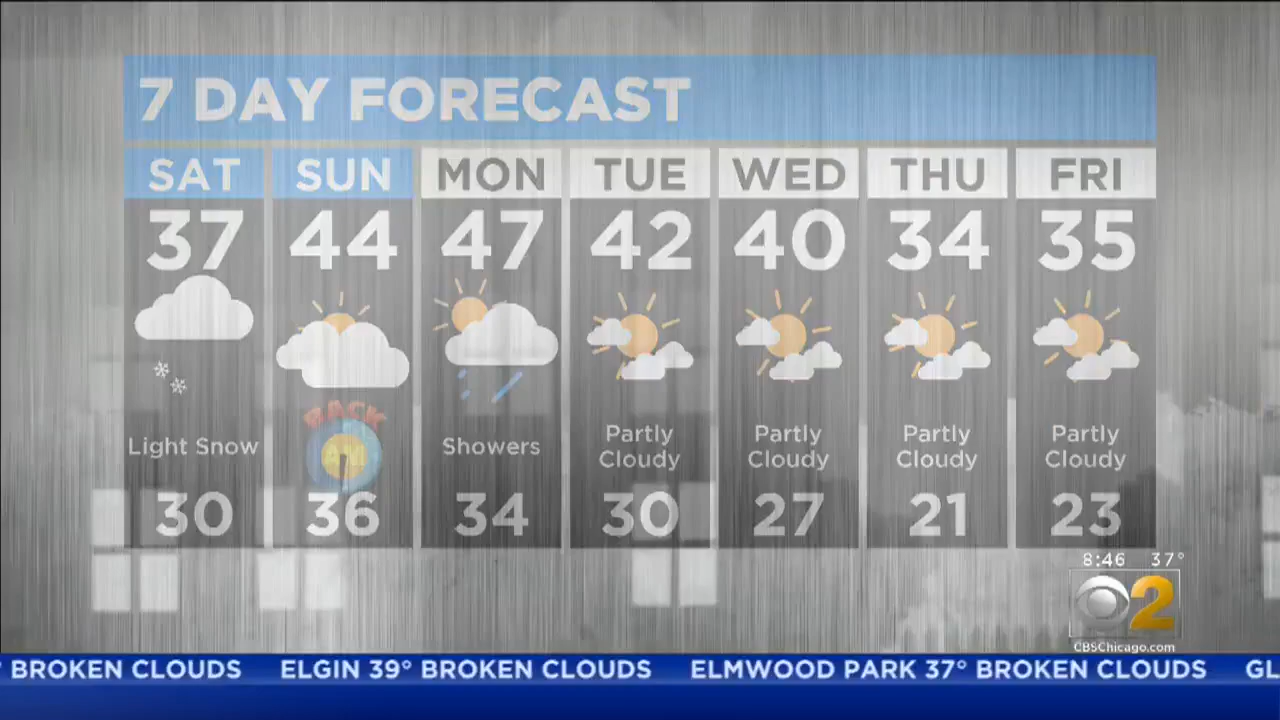 7 DAY FORECAST
SAT SUN MON TUE WED THU FRI
37 44 47 42 40 34 35
BACK
AM
Light Snow Showers Partly Cloudy Partly Cloudy Partly Cloudy Partly Cloudy
30 36 34 30 27 21 23
8:46 37°
2
CBSChicago.com
° BROKEN CLOUDS ELGIN 39° BROKEN CLOUDS ELMWOOD PARK 37° BROKEN CLOUDS GL